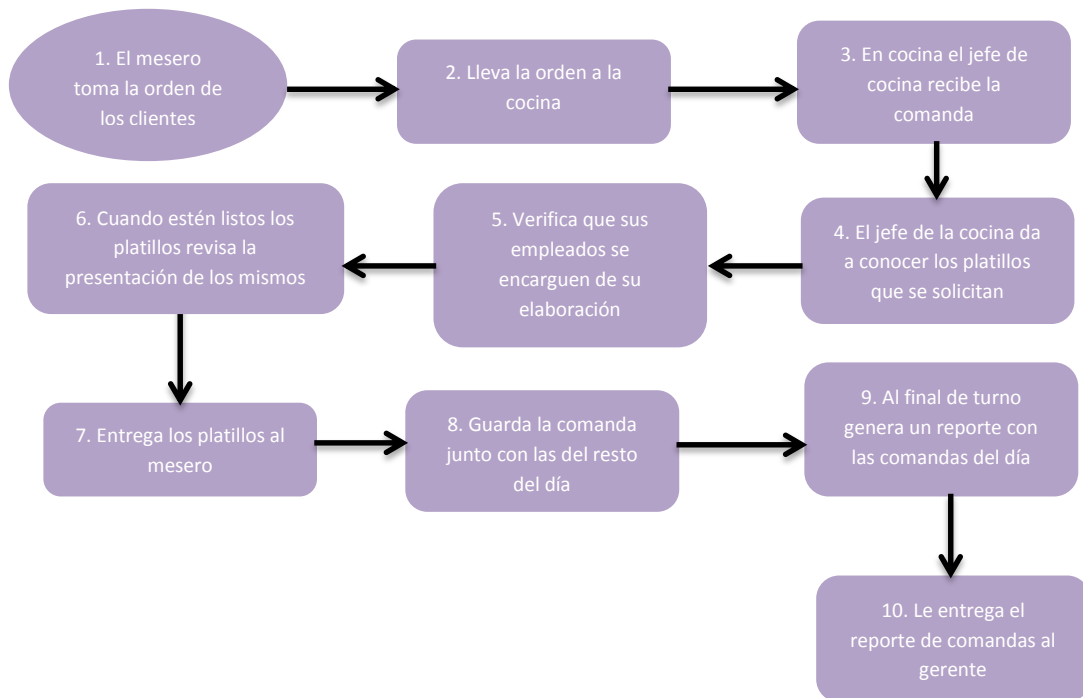 1. El mesero
toma la orden de
los clientes
2. Lleva la orden a la
cocina
3. En cocina el jefe de
cocina recibe la
comanda
4. El jefe de la cocina da
a conocer los platillos
que se solicitan
5. Verifica que sus
empleados se
encarguen de su
elaboración
6. Cuando estén listos los
platillos revisa la
presentación de los mismos
7. Entrega los platillos al
mesero
8. Guarda la comanda
junto con las del resto
del día
9. Al final de turno
genera un reporte con
las comandas del día
10. Le entrega el
reporte de comandas al
gerente